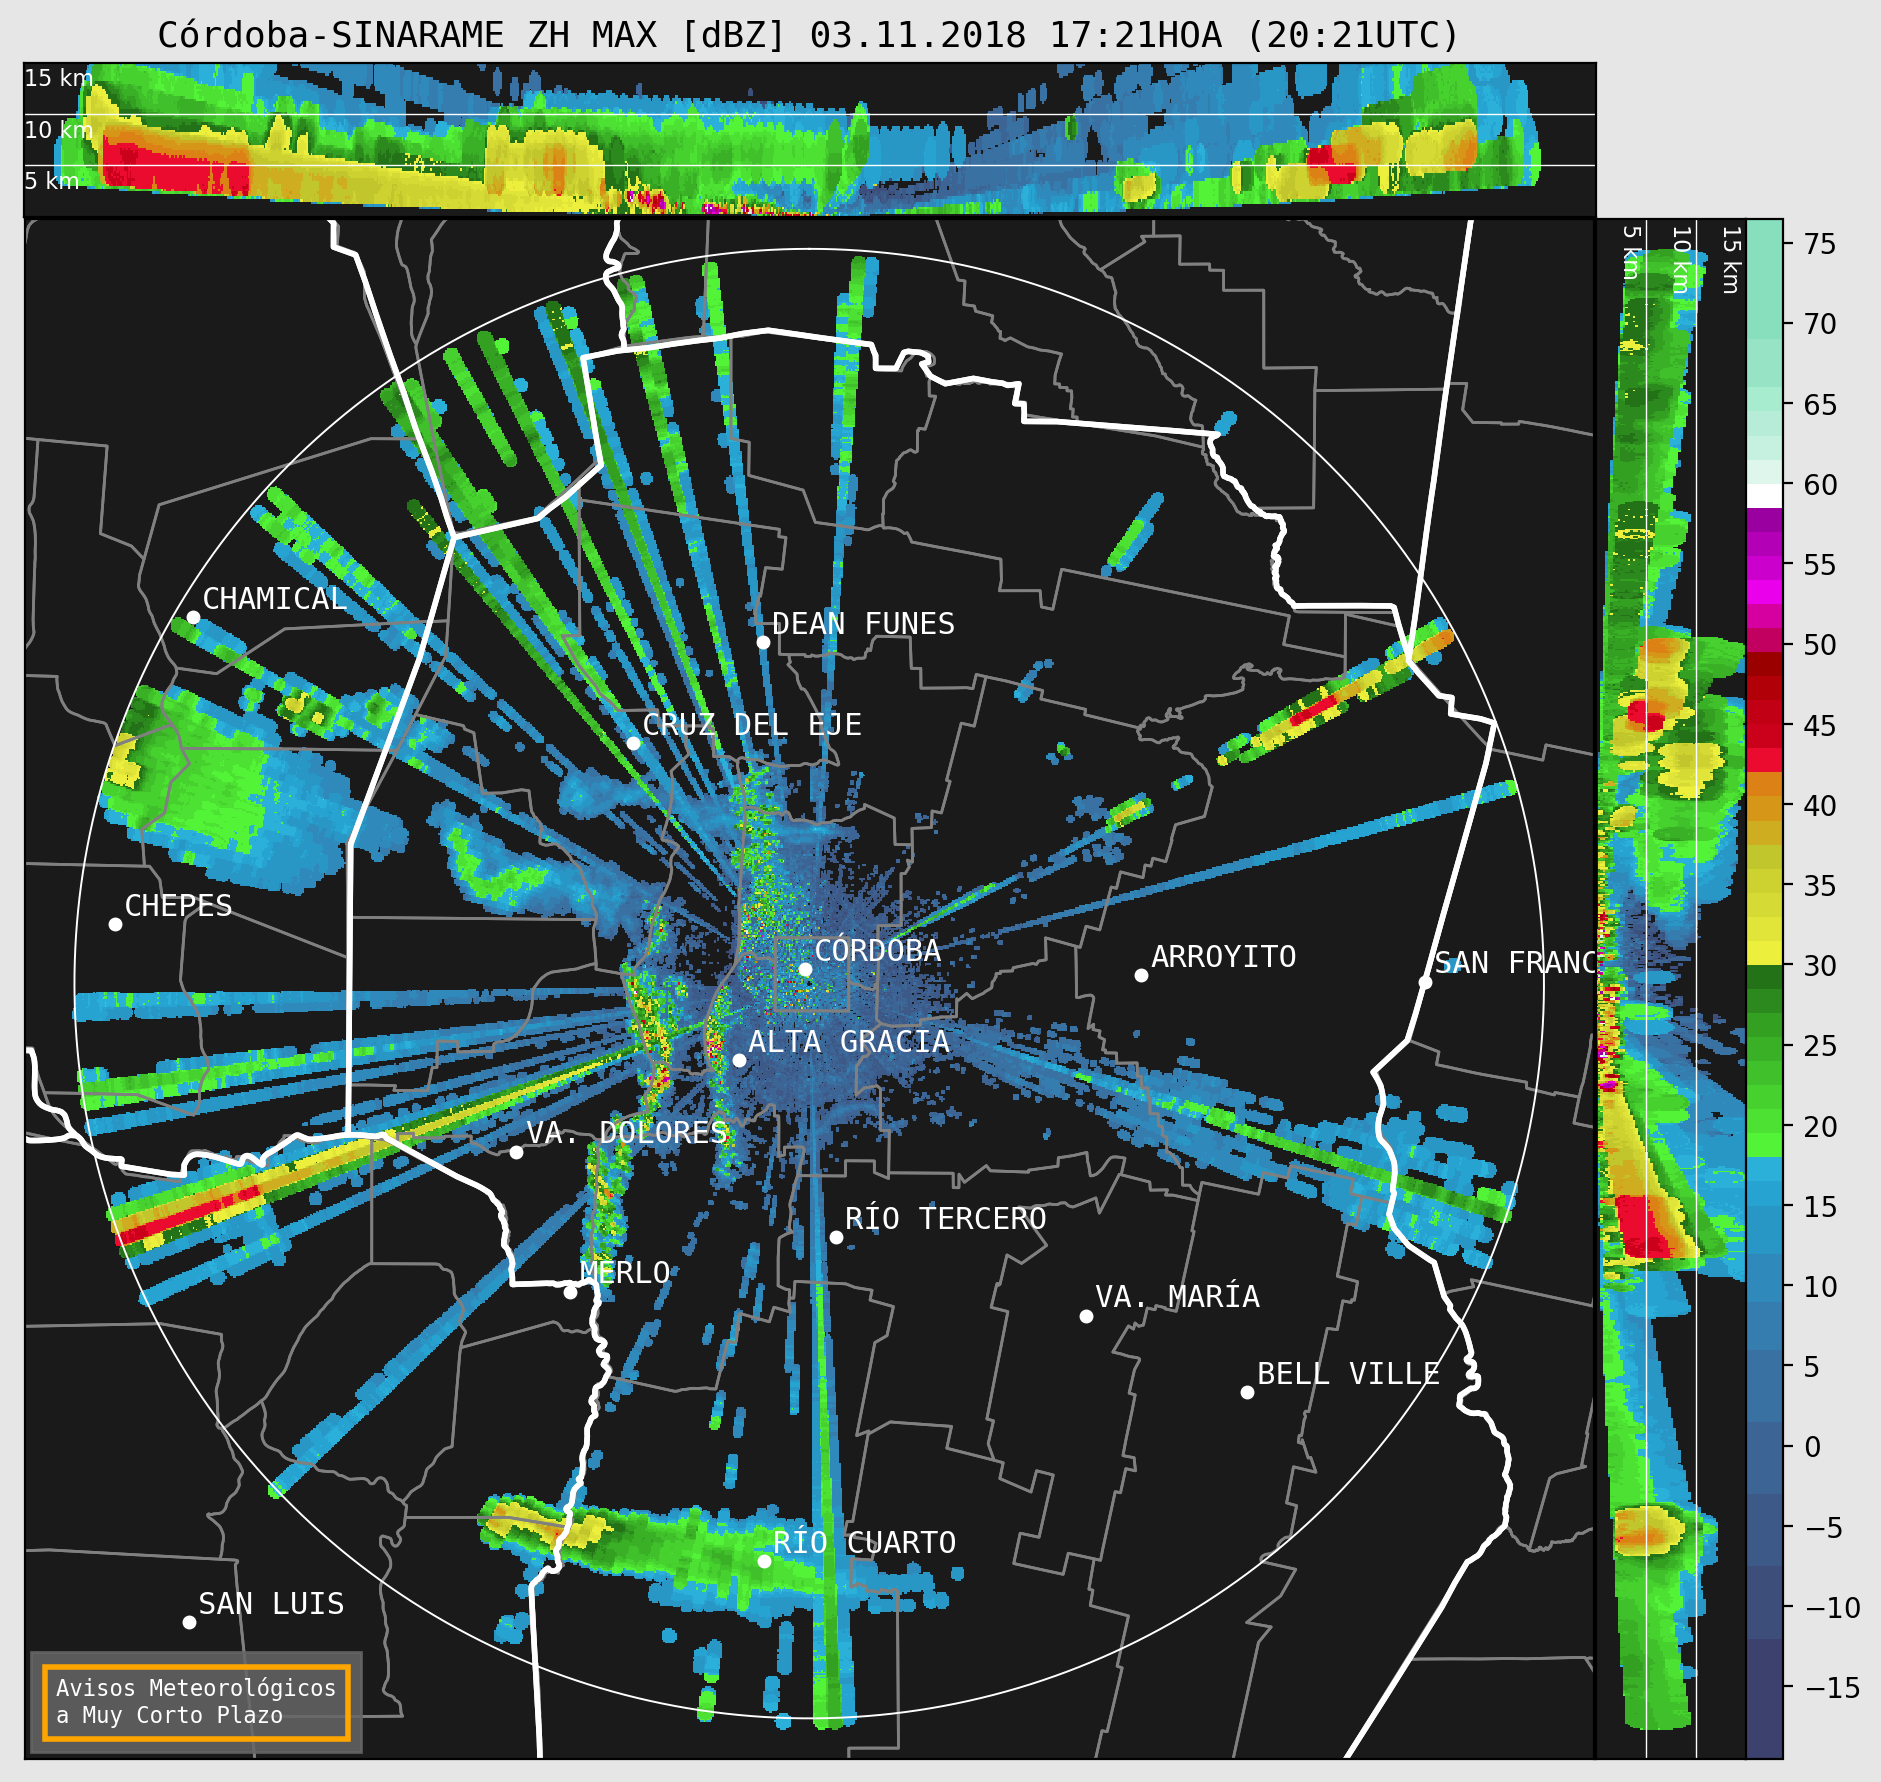 Córdoba-SINARAME ZH MAX [dBZ] 03.11.2018 17:21HOA (20:21UTC)
15 km
10 km
5 km
5 km
10 km
15 km
75
70
65
60
55
50
45
40
35
30
25
20
15
10
5
0
−5
−10
−15
CHAMICAL
DEAN FUNES
CRUZ DEL EJE
CHEPES
CÓRDOBA
ARROYITO
SAN FRANC
ALTA GRACIA
VA. DOLORES
RÍO TERCERO
MERLO
VA. MARÍA
BELL VILLE
RÍO CUARTO
SAN LUIS
Avisos Meteorológicos
a Muy Corto Plazo